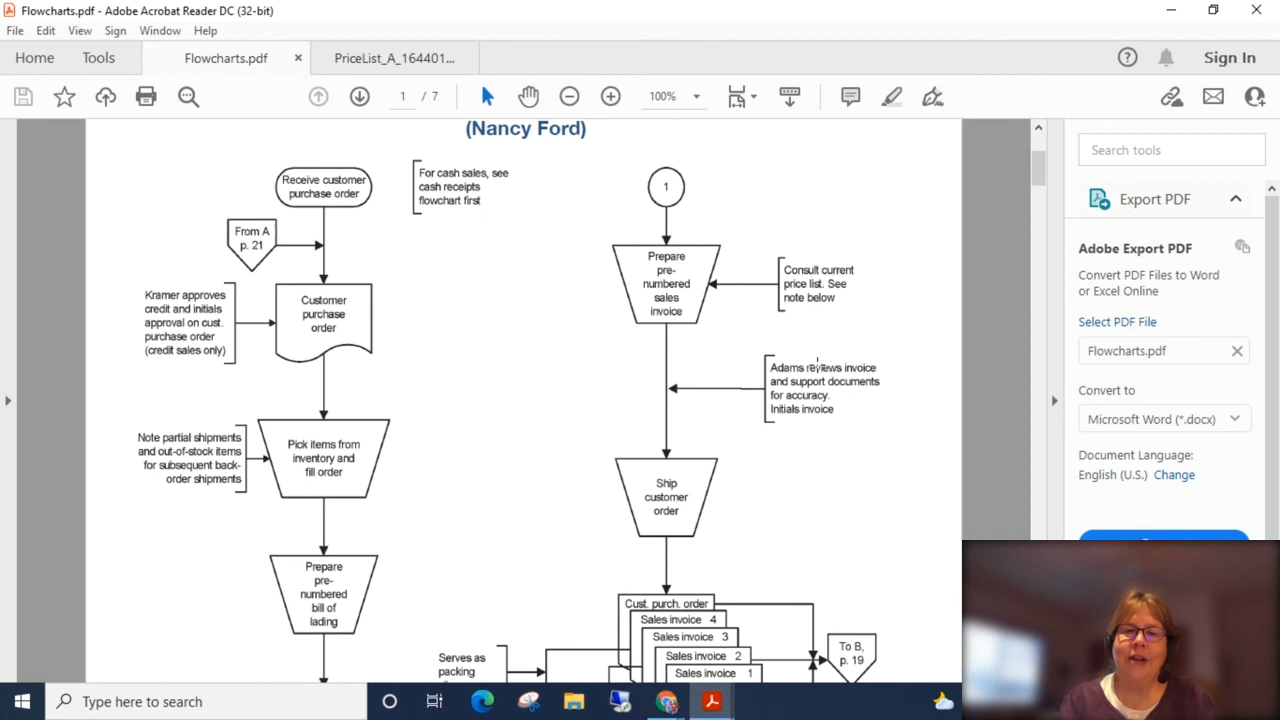 Flowcharts.pdf - Adobe Acrobat Reader DC (32-bit)
File Edit View Sign Window Help
Home Tools Flowcharts.pdf PriceList_A_164401... Sign In
1 / 7 100%
(Nancy Ford)
Receive customer
purchase order
For cash sales, see
cash receipts
flowchart first
From A
p. 21
Kramer approves
credit and initials
approval on cust.
purchase order
(credit sales only)
Customer
purchase
order
Note partial shipments
and out-of-stock items
for subsequent back-
order shipments
Pick items from
inventory and
fill order
Prepare
pre-
numbered
bill of
lading
1
Prepare
pre-
numbered
sales
invoice
Consult current
price list. See
note below
Adams reviews invoice
and support documents
for accuracy.
Initials invoice
Ship
customer
order
Cust. purch. order
Sales invoice 4
Sales invoice 3
Sales invoice 2
Sales invoice 1
To B,
p. 19
Serves as
packing
Search tools
Export PDF
Adobe Export PDF
Convert PDF Files to Word
or Excel Online
Select PDF File
Flowcharts.pdf
Convert to
Microsoft Word (*.docx)
Document Language:
English (U.S.) Change
Type here to search